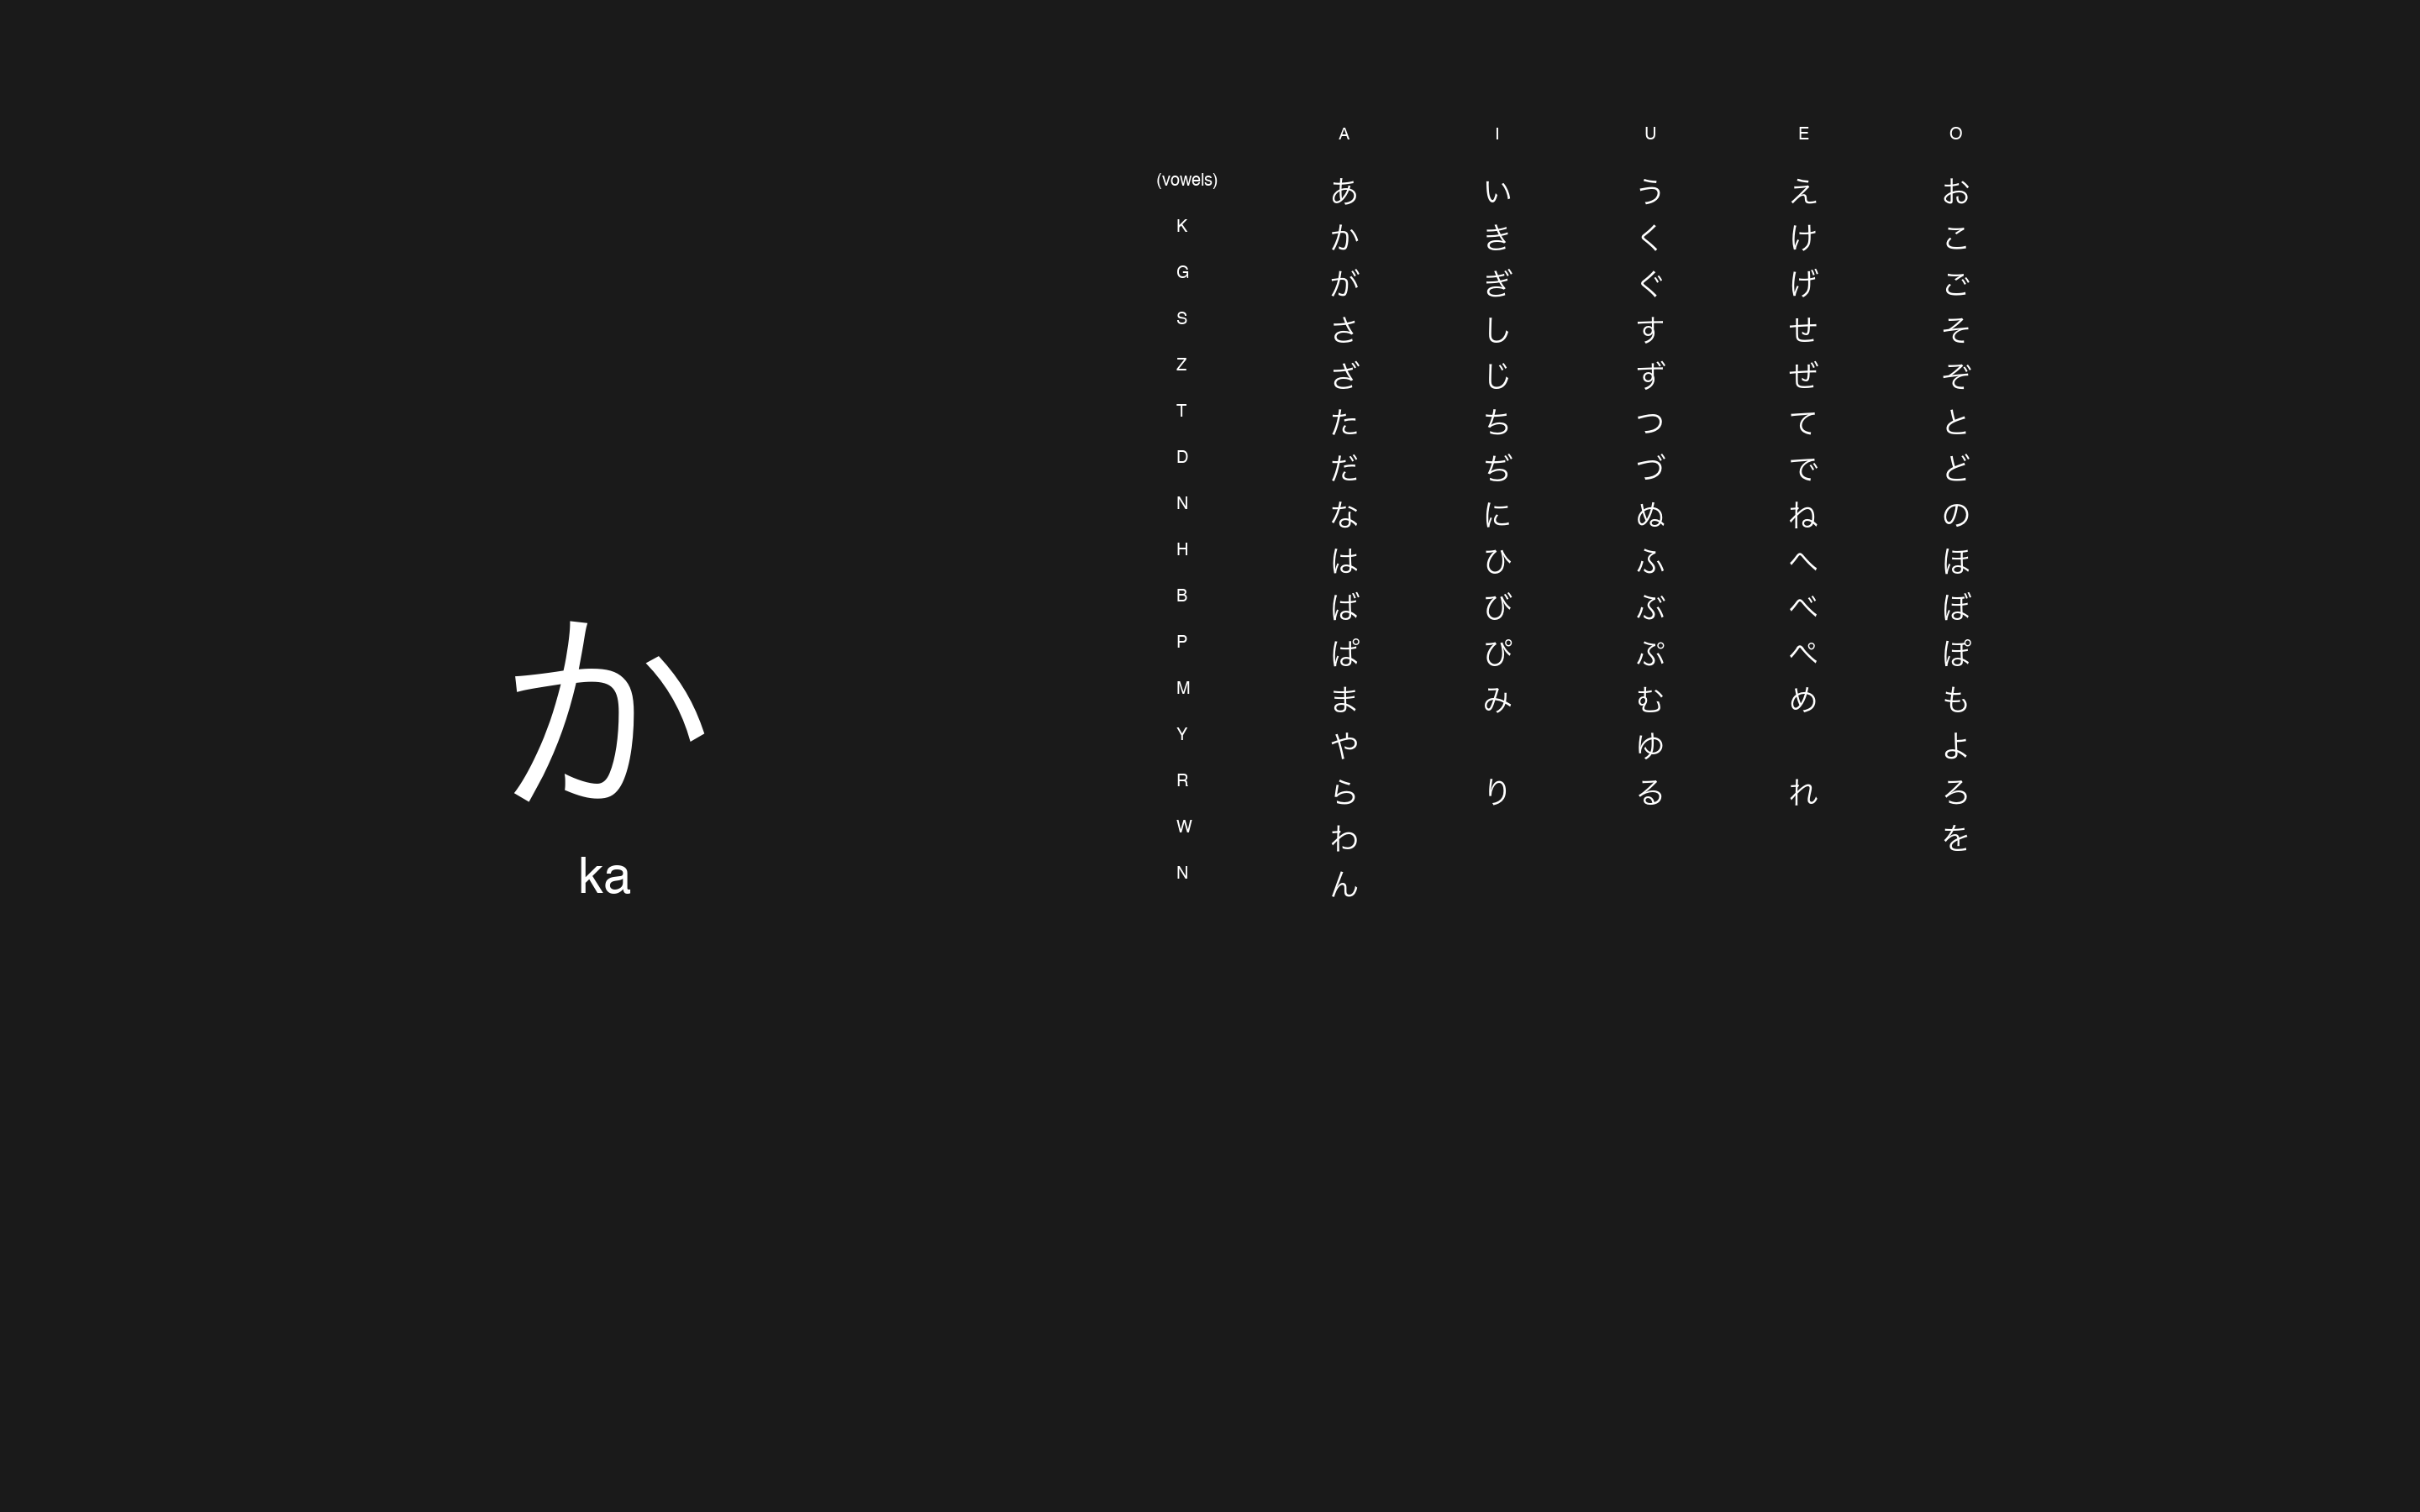 か
ka
A I U E O
(vowels) あ い う え お
K か き く け こ
G が ぎ ぐ げ ご
S さ し す せ そ
Z ざ じ ず ぜ ぞ
T た ち つ て と
D だ ぢ づ で ど
N な に ぬ ね の
H は ひ ふ へ ほ
B ば び ぶ べ ぼ
P ぱ ぴ ぷ ぺ ぽ
M ま み む め も
Y や ゆ よ
R ら り る れ ろ
W わ を
N ん